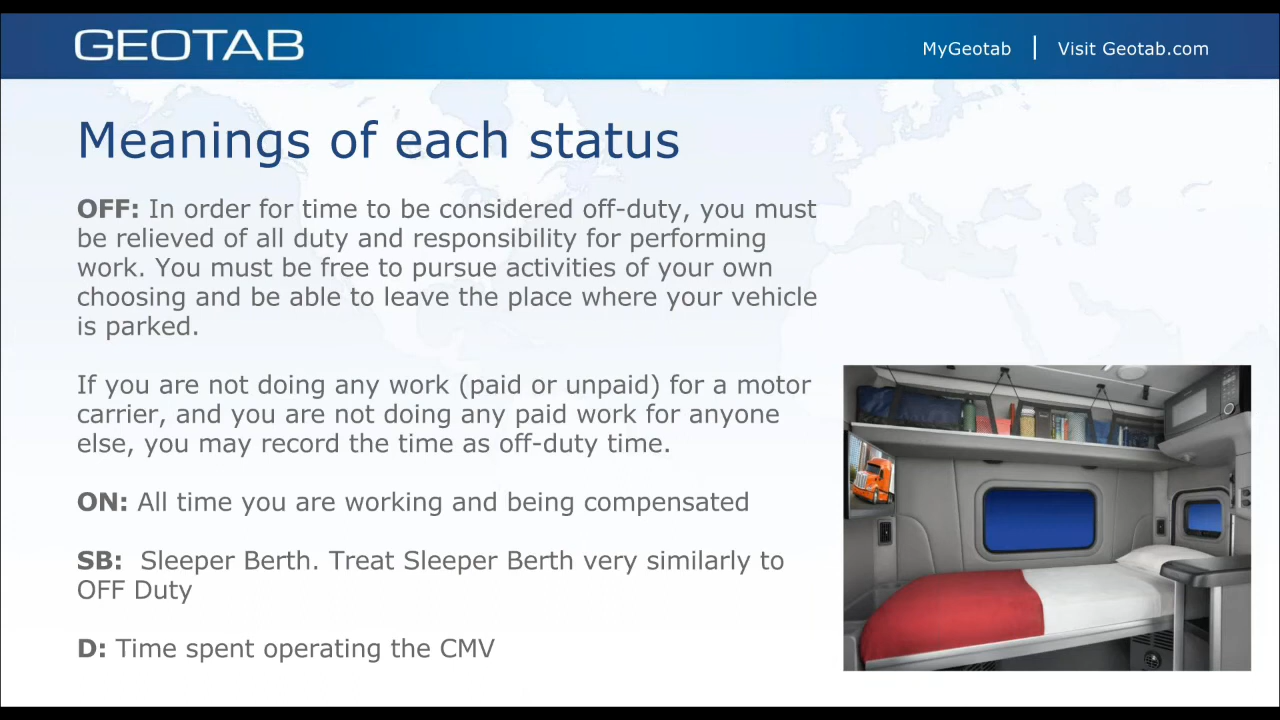 GEOTAB
MyGeotab | Visit Geotab.com
Meanings of each status
OFF: In order for time to be considered off-duty, you must
be relieved of all duty and responsibility for performing
work. You must be free to pursue activities of your own
choosing and be able to leave the place where your vehicle
is parked.
If you are not doing any work (paid or unpaid) for a motor
carrier, and you are not doing any paid work for anyone
else, you may record the time as off-duty time.
ON: All time you are working and being compensated
SB:  Sleeper Berth. Treat Sleeper Berth very similarly to
OFF Duty
D: Time spent operating the CMV